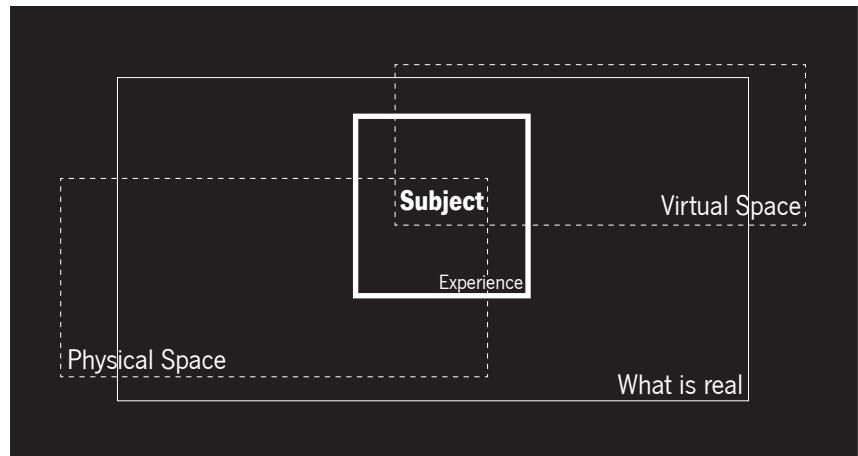 Subject
Virtual Space
Experience
Physical Space
What is real